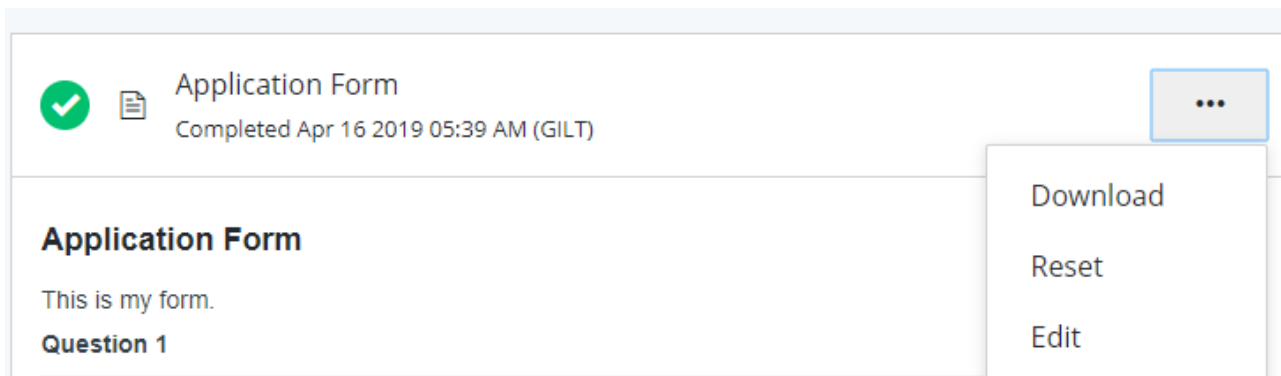 Application Form
Completed Apr 16 2019 05:39 AM (GILT)
Download
Reset
Edit
Application Form
This is my form.
Question 1